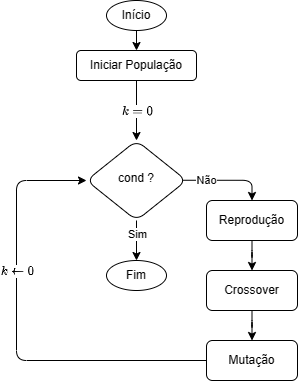 Início
Iniciar População
k = 0
cond ?
Não
Sim
Reprodução
Fim
k ← 0
Crossover
Mutação